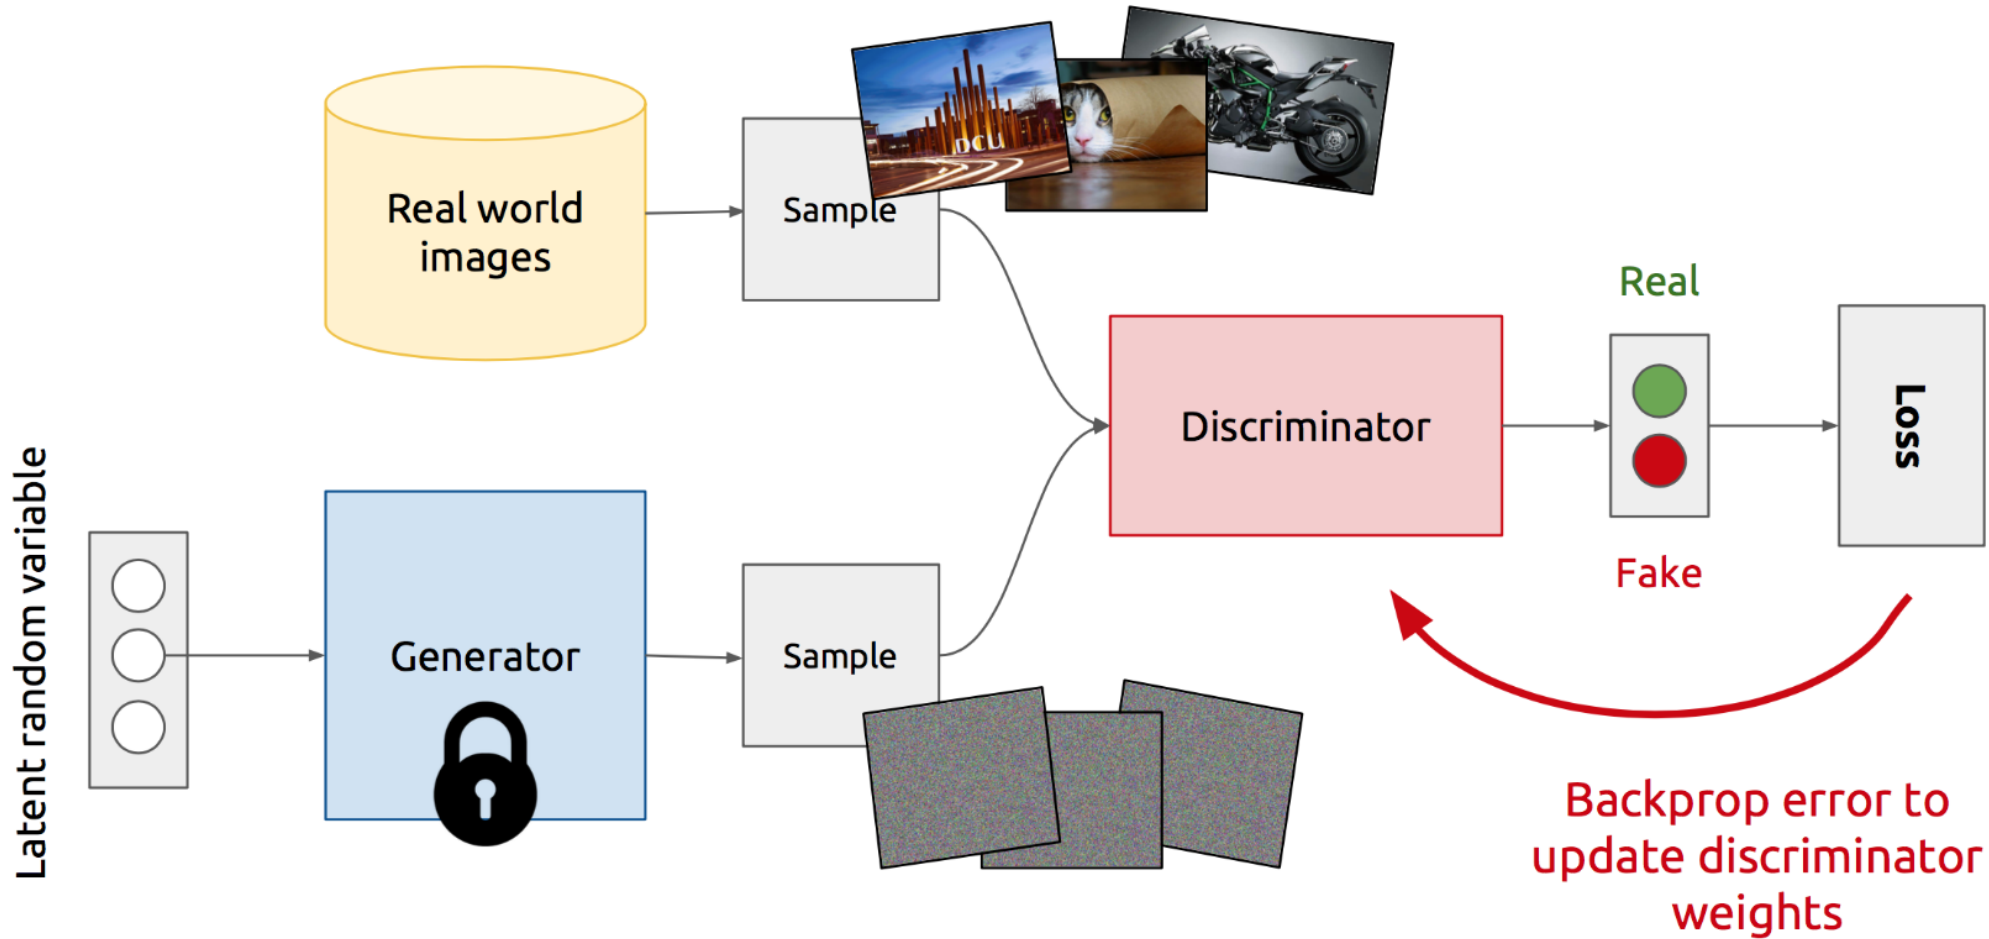 Real world
images
Sample
DCU
Real
Discriminator
Loss
Fake
Latent random variable
Generator
Sample
Backprop error to
update discriminator
weights